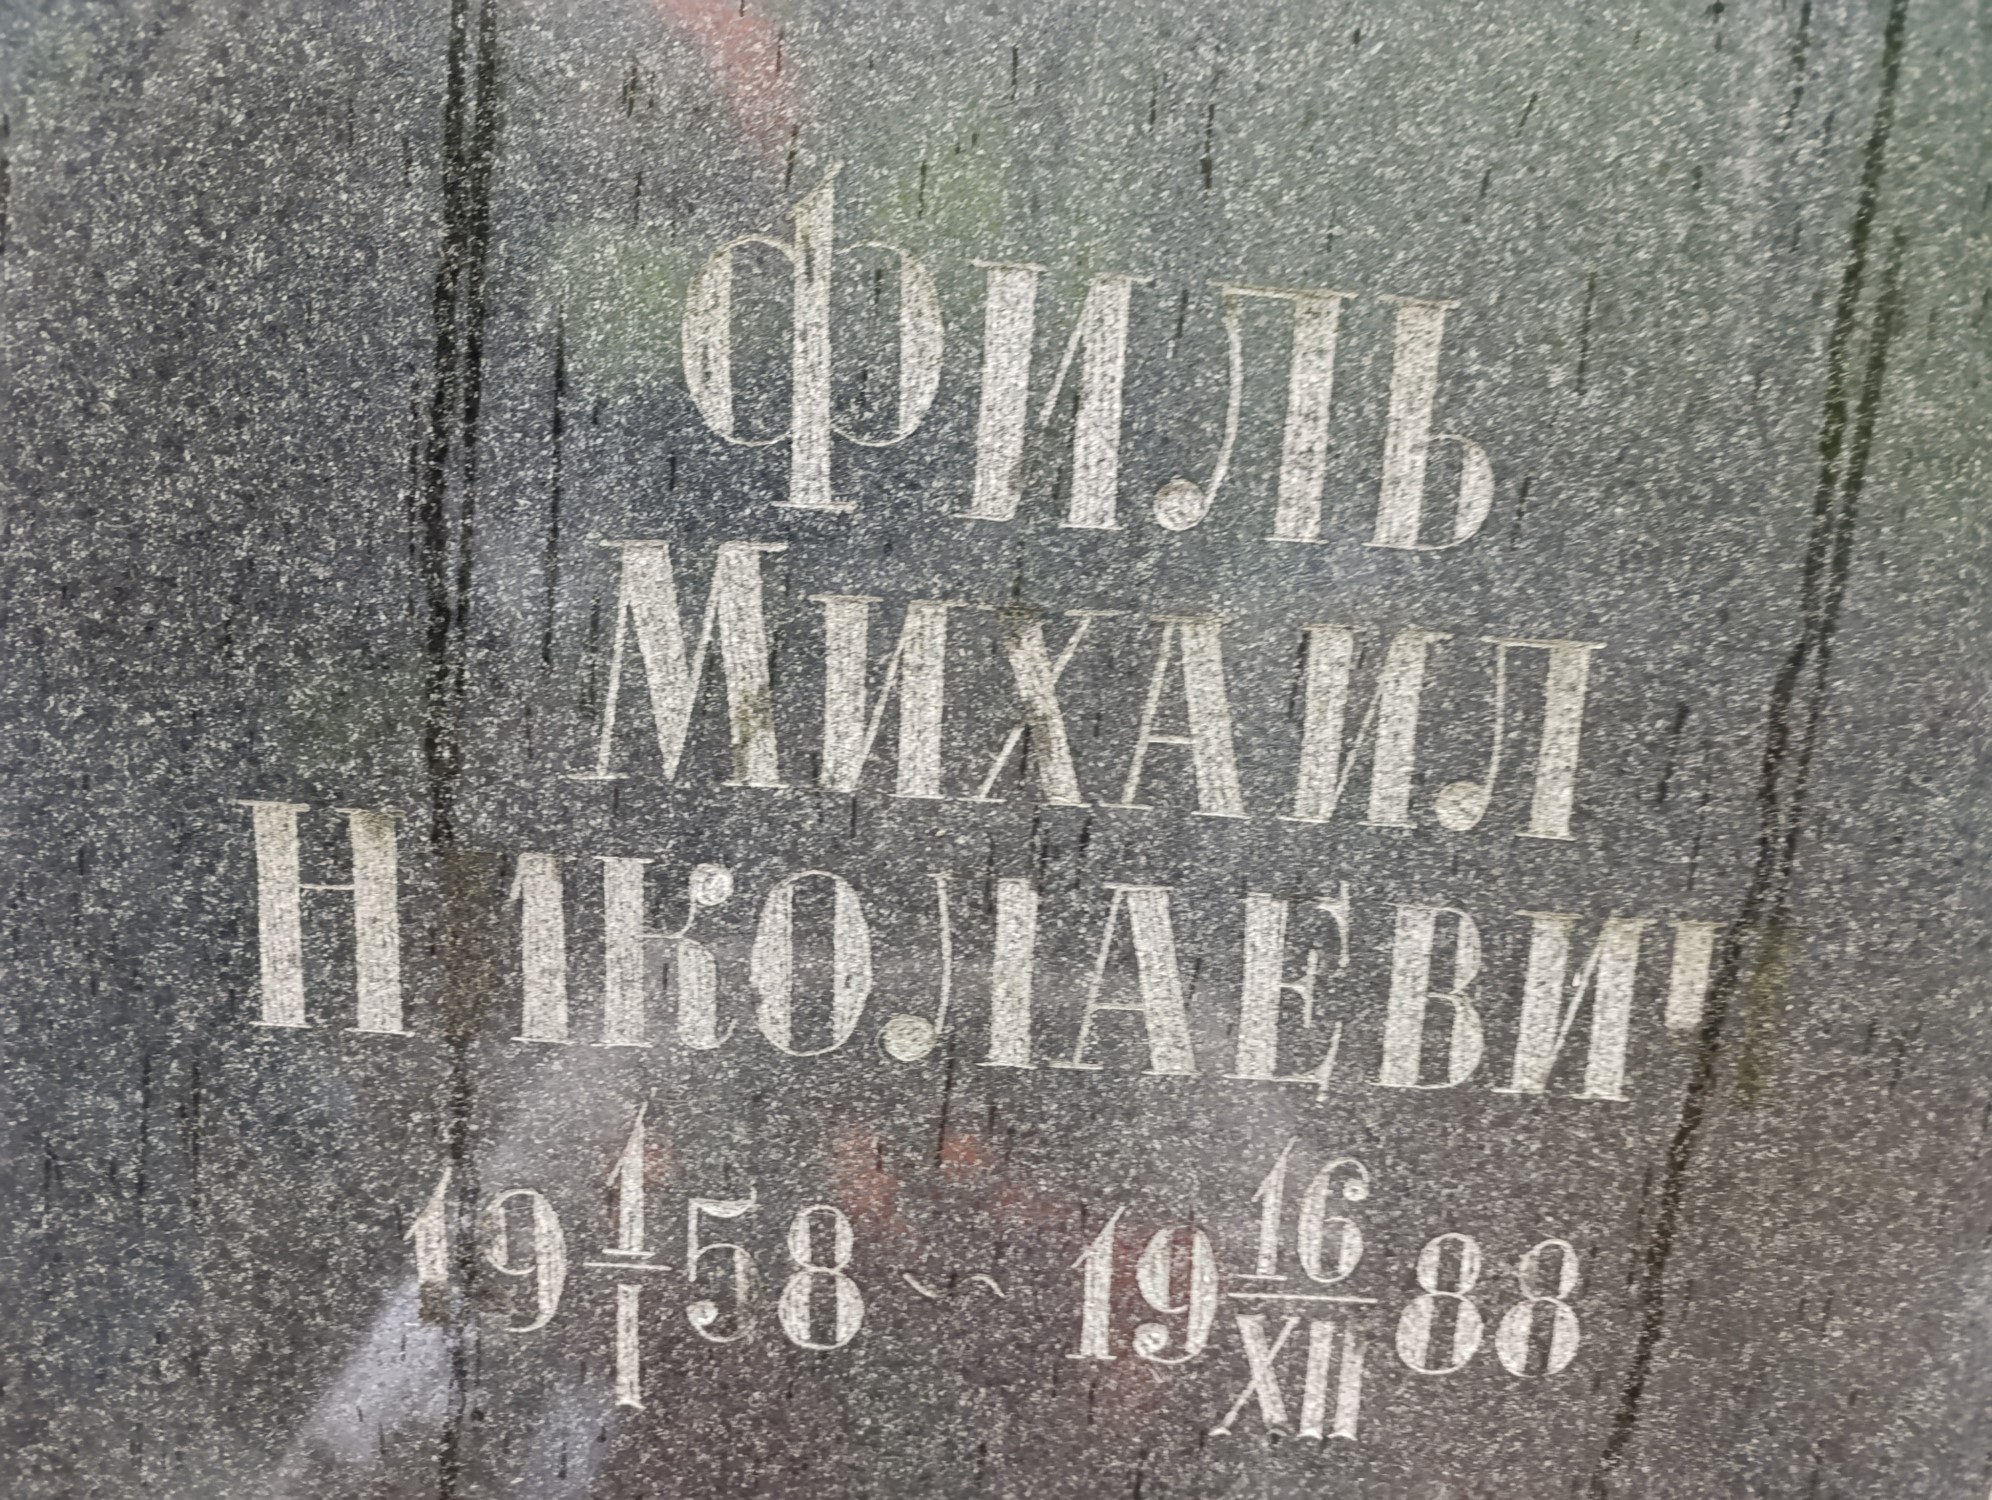 ФИЛЬ
МИХАИЛ
НИКОЛАЕВИЧ
19 1/I 58 ~ 19 16/XII 88